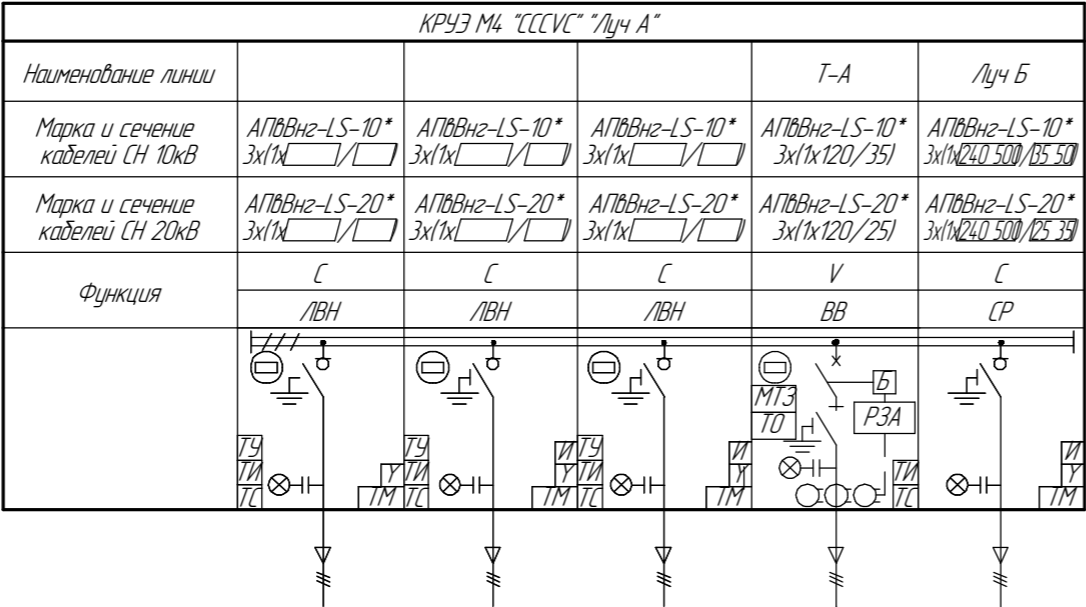 КРУЭ М4 "СССVC" "Луч А"
Наименование линии
Т-А
Луч Б
Марка и сечение кабелей СН 10кВ
АПвВнг-LS-10*
3х(1х /  )
АПвВнг-LS-10*
3х(1х /  )
АПвВнг-LS-10*
3х(1х /  )
АПвВнг-LS-10*
3х(1х120/35)
АПвВнг-LS-10*
3х(1х240 500/35 50)
Марка и сечение кабелей СН 20кВ
АПвВнг-LS-20*
3х(1х /  )
АПвВнг-LS-20*
3х(1х /  )
АПвВнг-LS-20*
3х(1х /  )
АПвВнг-LS-20*
3х(1х120/25)
АПвВнг-LS-20*
3х(1х240 500/25 35)
Функция
С
С
С
V
С
ЛВН
ЛВН
ЛВН
ВВ
СР
МТЗ
ТО
Б
РЗА
ТУ
ТИ
ТС
У
ТМ
ТУ
ТИ
ТС
И
У
ТМ
ТУ
ТИ
ТС
И
У
ТМ
ТИ
ТС
И
У
ТМ